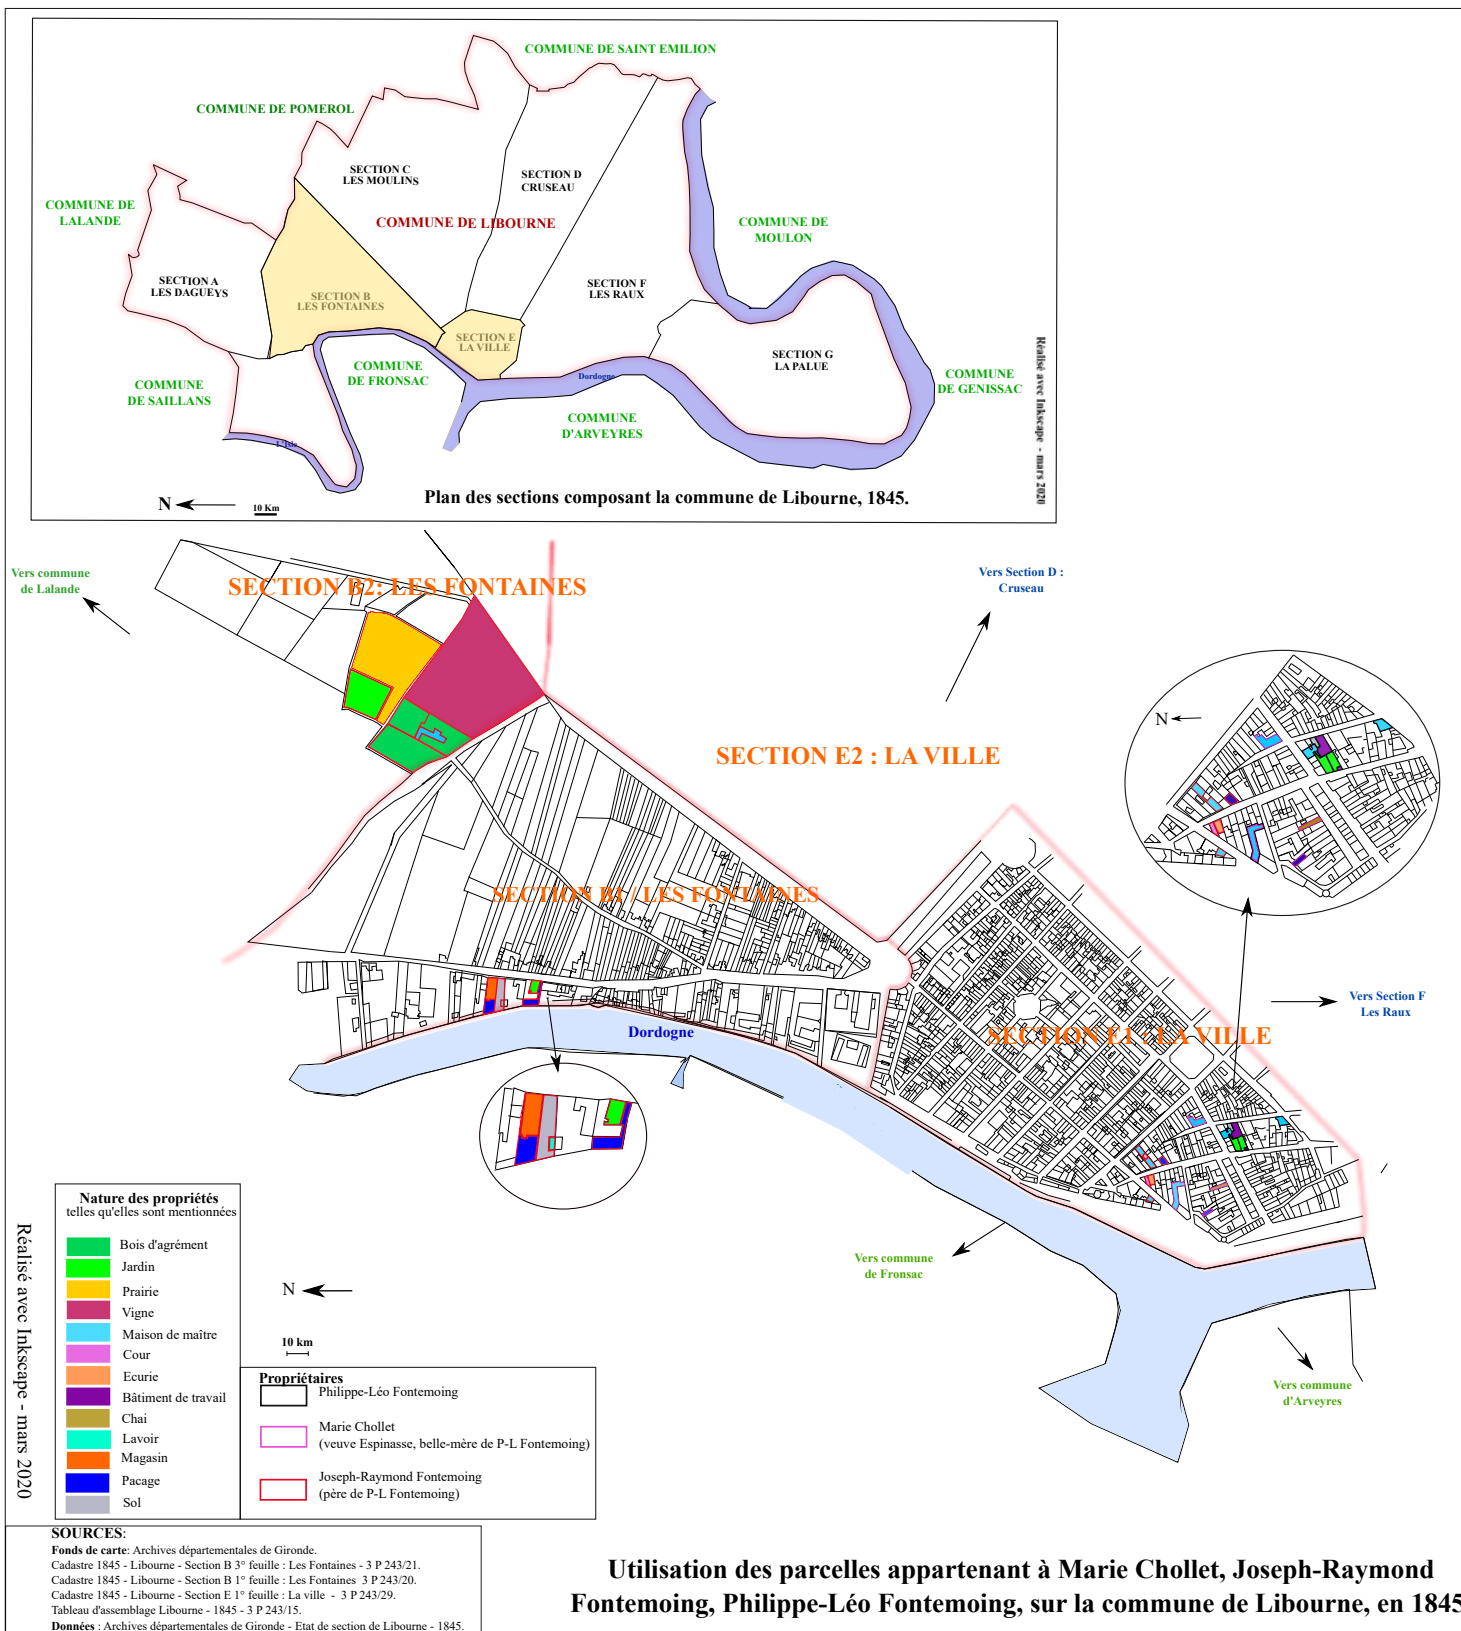 COMMUNE DE SAINT EMILION
COMMUNE DE POMEROL
SECTION C
LES MOULINS
SECTION D
CRUSEAU
COMMUNE DE
LALANDE
COMMUNE DE LIBOURNE
COMMUNE DE
MOULON
SECTION A
LES DAGUEYS
SECTION B
LES FONTAINES
SECTION F
LES RAUX
SECTION E
LA VILLE
SECTION G
LA PALUE
COMMUNE
DE FRONSAC
COMMUNE
DE SAILLANS
Dordogne
COMMUNE
DE GENISSAC
COMMUNE
D'ARVEYRES
L'Isle
Réalisé avec Inkscape - mars 2020
N
10 Km
Plan des sections composant la commune de Libourne, 1845.
Vers commune
de Lalande
SECTION B2: LES FONTAINES
Vers Section D :
Cruseau
N
SECTION E2 : LA VILLE
SECTION B1 / LES FONTAINES
Vers Section F
Les Raux
Dordogne
SECTION E1 : LA VILLE
Vers commune
de Fronsac
Vers commune
d'Arveyres
N
10 km
Nature des propriétés
telles qu'elles sont mentionnées
Bois d'agrément
Jardin
Prairie
Vigne
Maison de maître
Cour
Ecurie
Bâtiment de travail
Chai
Lavoir
Magasin
Pacage
Sol
Réalisé avec Inkscape - mars 2020
Propriétaires
Philippe-Léo Fontemoing
Marie Chollet
(veuve Espinasse, belle-mère de P-L Fontemoing)
Joseph-Raymond Fontemoing
(père de P-L Fontemoing)
SOURCES:
Fonds de carte: Archives départementales de Gironde.
Cadastre 1845 - Libourne - Section B 3° feuille : Les Fontaines - 3 P 243/21.
Cadastre 1845 - Libourne - Section B 1° feuille : Les Fontaines 3 P 243/20.
Cadastre 1845 - Libourne - Section E 1° feuille : La ville - 3 P 243/29.
Tableau d'assemblage Libourne - 1845 - 3 P 243/15.
Données : Archives départementales de Gironde - Etat de section de Libourne - 1845.
Utilisation des parcelles appartenant à Marie Chollet, Joseph-Raymond
Fontemoing, Philippe-Léo Fontemoing, sur la commune de Libourne, en 1845